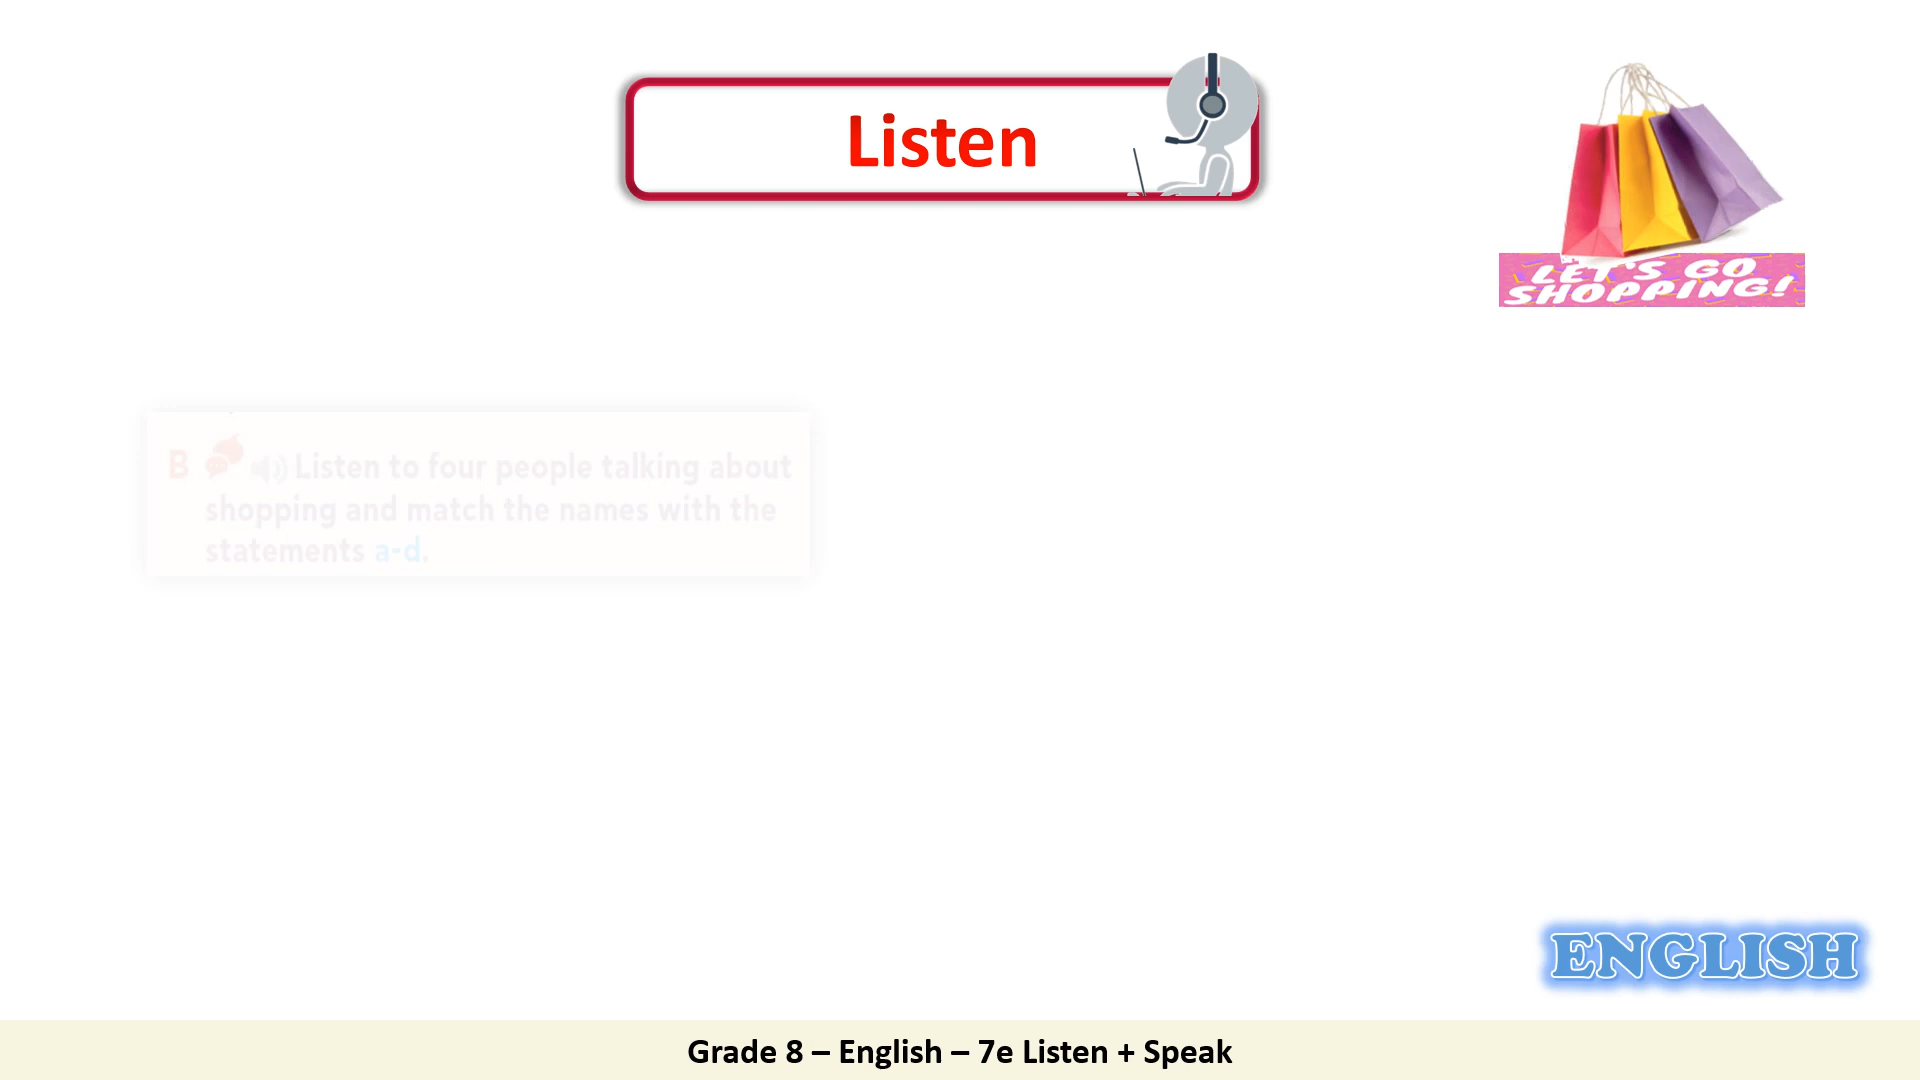 Listen
LET'S GO
SHOPPING!
B Listen to four people talking about
shopping and match the names with the
statements a-d.
ENGLISH
Grade 8 – English – 7e Listen + Speak